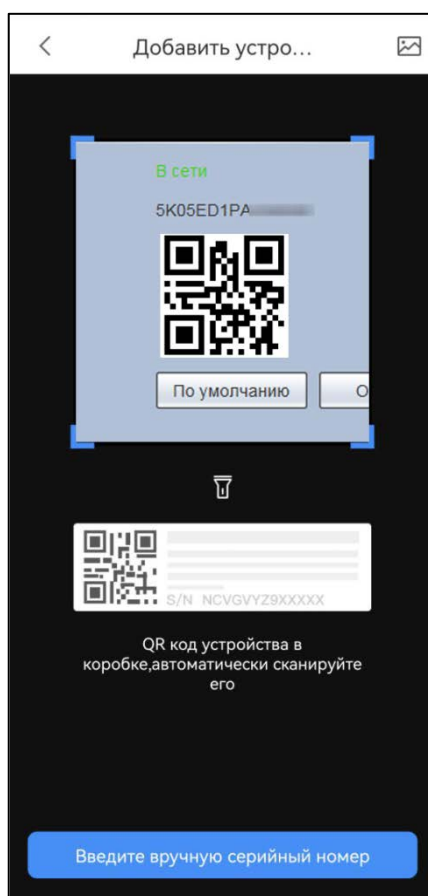 Добавить устро...
В сети
5K05ED1PA
По умолчанию
О
S/N NCVGVYZ9XXXXX
QR код устройства в
коробке,автоматически сканируйте
его
Введите вручную серийный номер